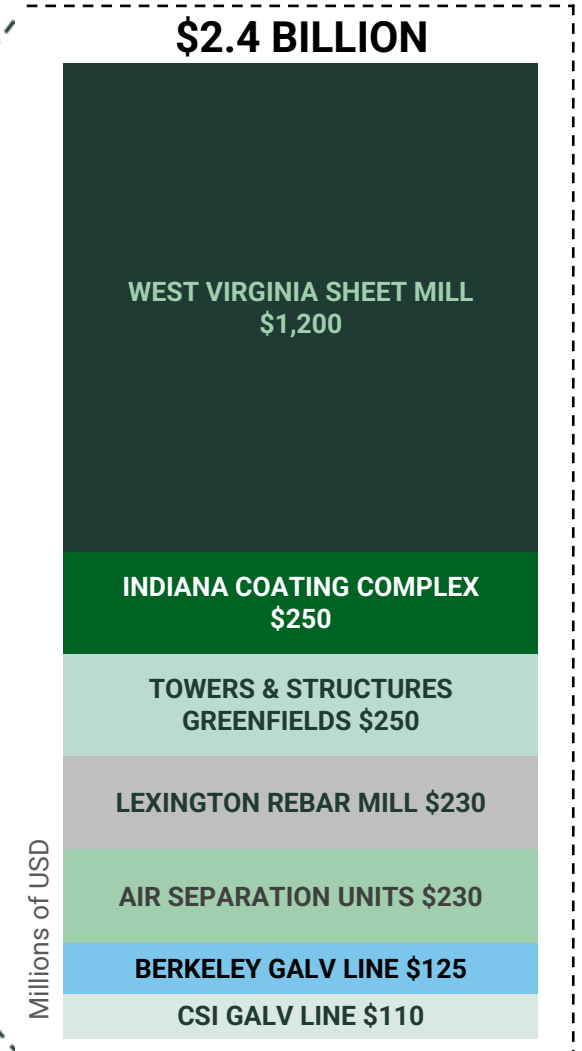 $2.4 BILLION
WEST VIRGINIA SHEET MILL
$1,200
INDIANA COATING COMPLEX
$250
TOWERS & STRUCTURES
GREENFIELDS $250
LEXINGTON REBAR MILL $230
AIR SEPARATION UNITS $230
BERKELEY GALV LINE $125
CSI GALV LINE $110
Millions of USD